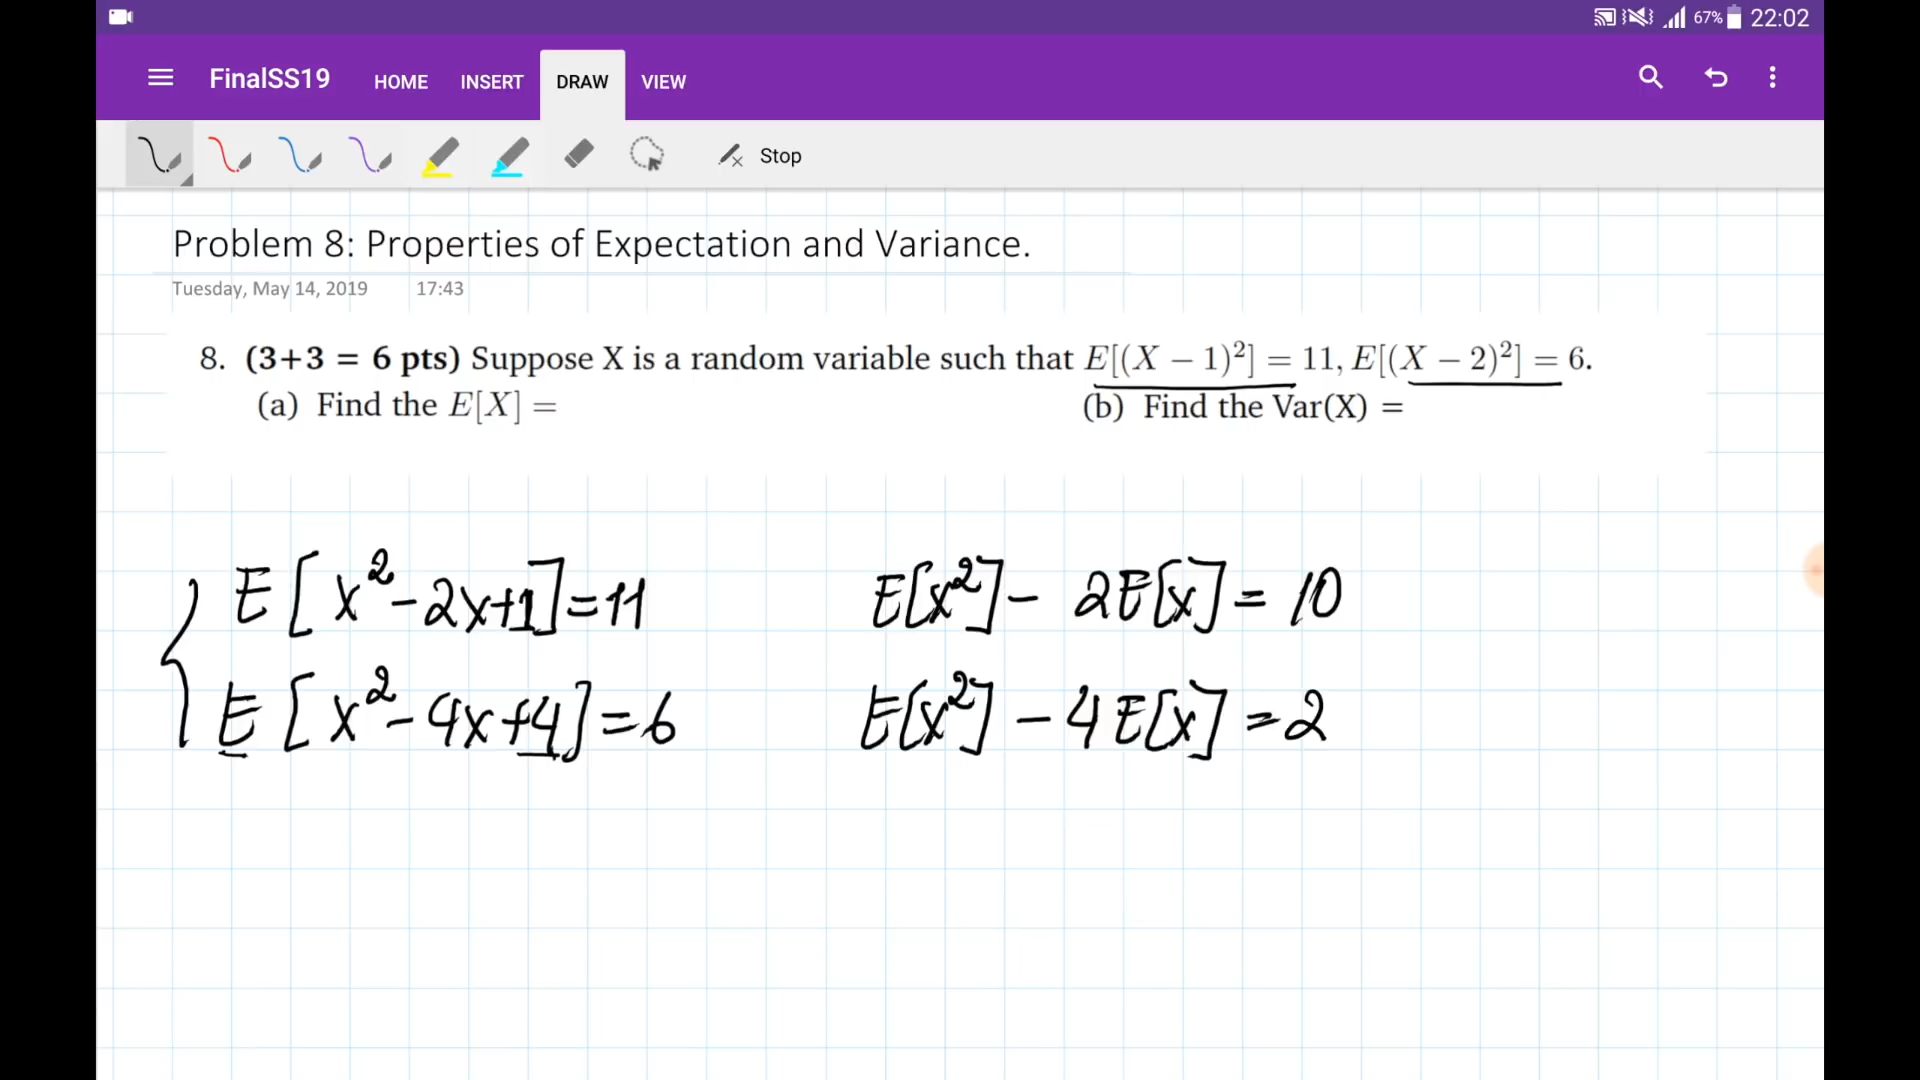 67% 22:02
FinalSS19 HOME INSERT DRAW VIEW
Stop
Problem 8: Properties of Expectation and Variance.
Tuesday, May 14, 2019 17:43
8. (3+3 = 6 pts) Suppose X is a random variable such that E[(X − 1)²] = 11, E[(X − 2)²] = 6.
(a) Find the E[X] = (b) Find the Var(X) =
E[x²-2x+1]=11 E[x²]- 2E[x]= 10
E[x²-4x+4]=6 E[x²] - 4E[x]=2